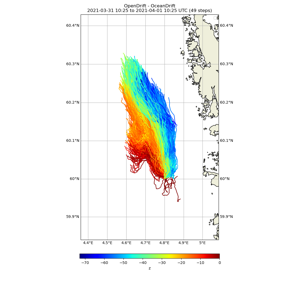 OpenDrift - OceanDrift
2021-03-31 10:25 to 2021-04-01 10:25 UTC (49 steps)
60.4°N 60.4°N
60.3°N 60.3°N
60.2°N 60.2°N
60.1°N 60.1°N
60°N 60°N
59.9°N 59.9°N
4.4°E 4.5°E 4.6°E 4.7°E 4.8°E 4.9°E 5°E
−70 −60 −50 −40 −30 −20 −10 0
z